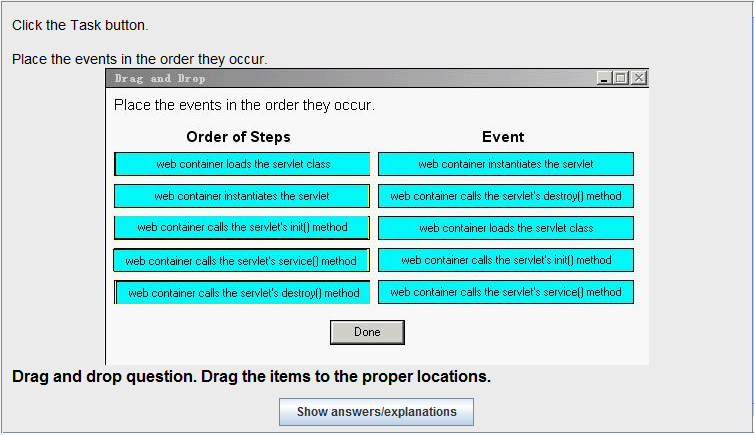 Click the Task button.
Place the events in the order they occur.
Drag and Drop
Place the events in the order they occur.
Order of Steps
Event
web container loads the servlet class
web container instantiates the servlet
web container instantiates the servlet
web container calls the servlet's destroy() method
web container calls the servlet's init() method
web container loads the servlet class
web container calls the servlet's service() method
web container calls the servlet's init() method
web container calls the servlet's destroy() method
web container calls the servlet's service() method
Done
Drag and drop question. Drag the items to the proper locations.
Show answers/explanations